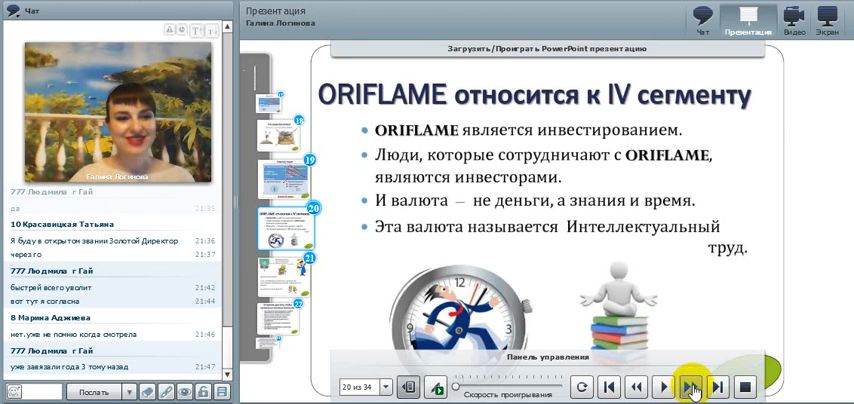 Чат
Галина Логинова
777 Людмила г Гай
да 21:35
10 Красавицкая Татьяна
Я буду в открытом звании Золотой Директор 21:36
через го 21:37
777 Людмила г Гай
быстрей всего уволит 21:42
вот тут я согласна 21:44
8 Марина Аджиева
нет.уже не помню когда смотрела 21:46
777 Людмила г Гай
уже завязали года 3 тому назад 21:47
Послать
Презентация
Галина Логинова
Чат
Презентация
Видео
Экран
Загрузить/Проиграть PowerPoint презентацию
18
19
20
21
22
ORIFLAME относится к IV сегменту
ORIFLAME является инвестированием.
Люди, которые сотрудничают с ORIFLAME,
являются инвесторами.
И валюта – не деньги, а знания и время.
Эта валюта называется Интеллектуальный
труд.
Панель управления
20 из 34
Скорость проигрывания